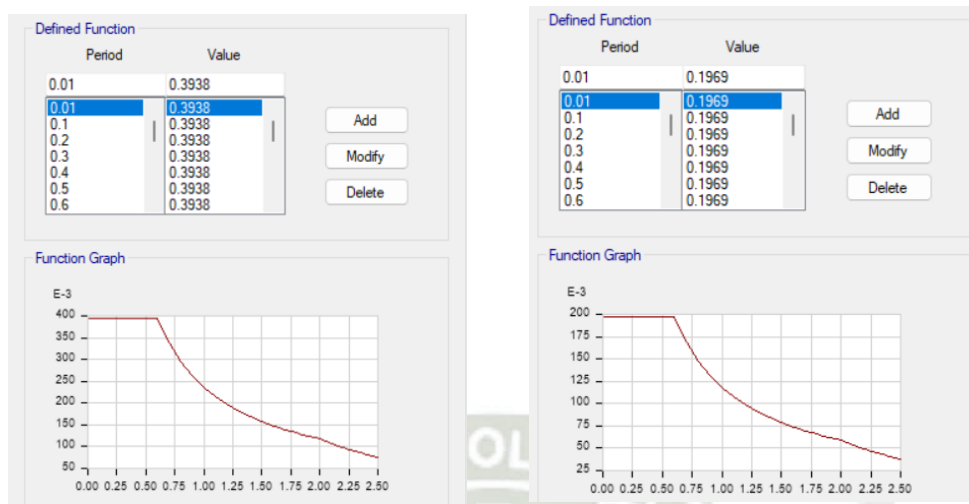 Defined Function
Period Value
0.01 0.3938
0.01 0.3938
0.1 0.3938
0.2 0.3938
0.3 0.3938
0.4 0.3938
0.5 0.3938
0.6 0.3938
Add
Modify
Delete
Function Graph
E-3
400
350
300
250
200
150
100
50
0.00 0.25 0.50 0.75 1.00 1.25 1.50 1.75 2.00 2.25 2.50
Defined Function
Period Value
0.01 0.1969
0.01 0.1969
0.1 0.1969
0.2 0.1969
0.3 0.1969
0.4 0.1969
0.5 0.1969
0.6 0.1969
Add
Modify
Delete
Function Graph
E-3
200
175
150
125
100
75
50
25
0.00 0.25 0.50 0.75 1.00 1.25 1.50 1.75 2.00 2.25 2.50
OL